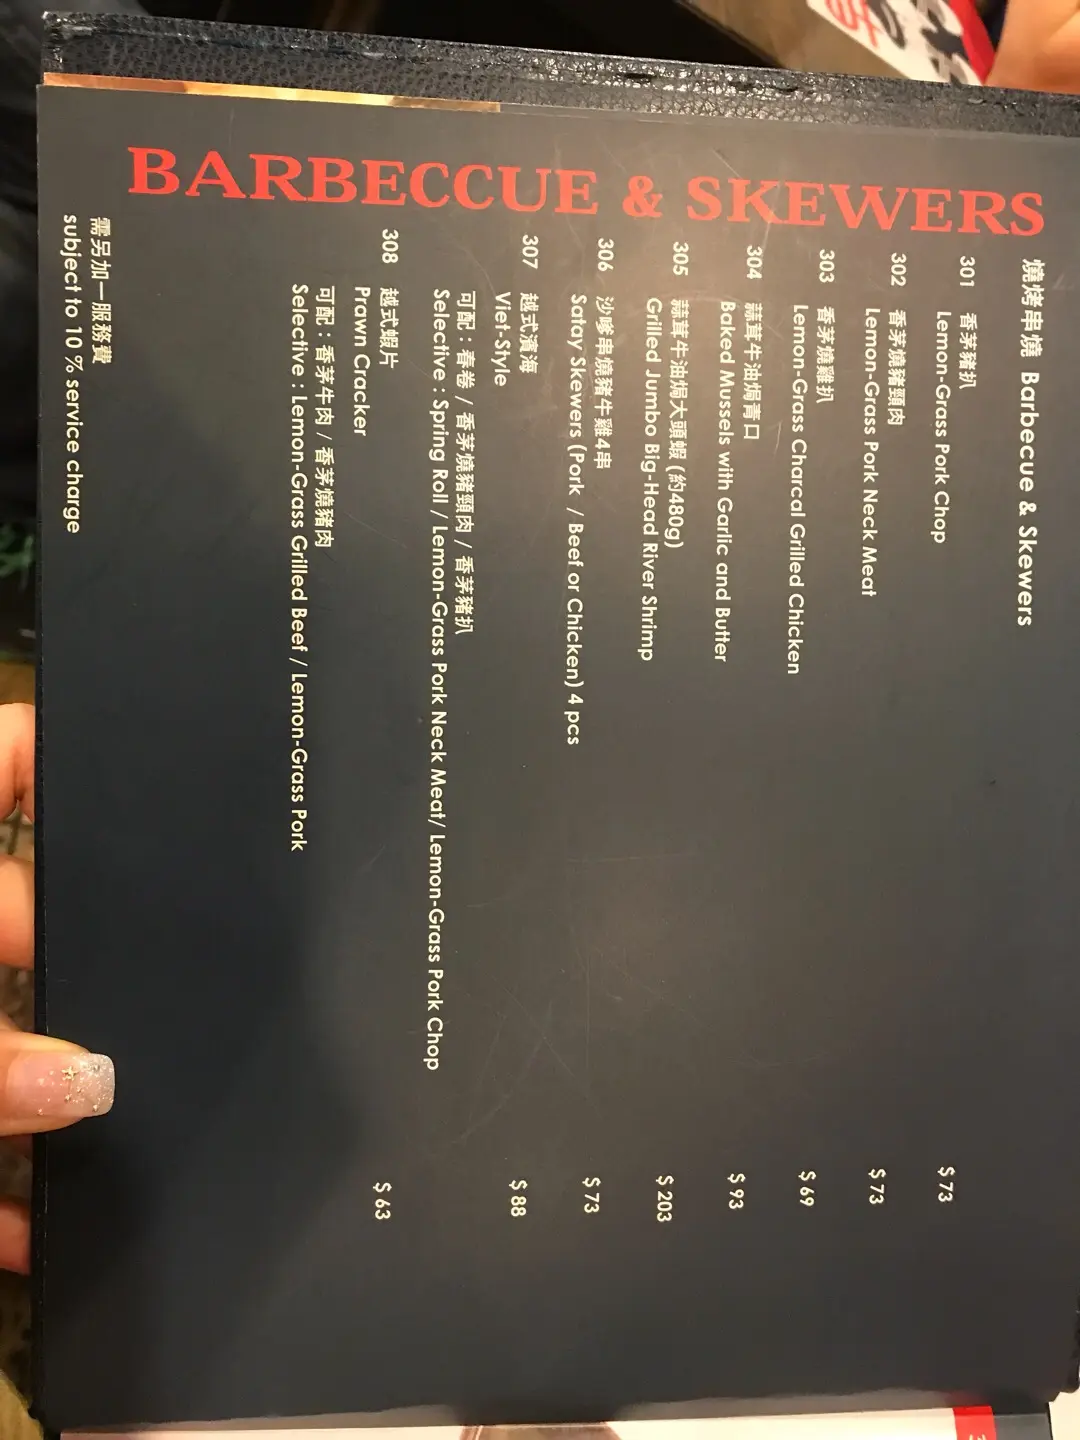 BARBECCUE & SKEWERS
燒烤串燒 Barbecue & Skewers
301 香茅豬扒 $ 73
Lemon-Grass Pork Chop
302 香茅燒豬頸肉 $ 73
Lemon-Grass Pork Neck Meat
303 香茅燒雞扒 $ 69
Lemon-Grass Charcal Grilled Chicken
304 蒜茸牛油焗青口 $ 93
Baked Mussels with Garlic and Butter
305 蒜茸牛油焗大頭蝦 (約480g) $ 203
Grilled Jumbo Big-Head River Shrimp
306 沙嗲串燒豬牛雞4串 $ 73
Satay Skewers (Pork / Beef or Chicken) 4 pcs
307 越式濱海 $ 88
Viet-Style
可配：春卷 / 香茅燒豬頸肉 / 香茅豬扒
Selective : Spring Roll / Lemon-Grass Pork Neck Meat/ Lemon-Grass Pork Chop
308 越式蝦片 $ 63
Prawn Cracker
可配：香茅牛肉 / 香茅燒豬肉
Selective : Lemon-Grass Grilled Beef / Lemon-Grass Pork
需另加一服務費
subject to 10 % service charge